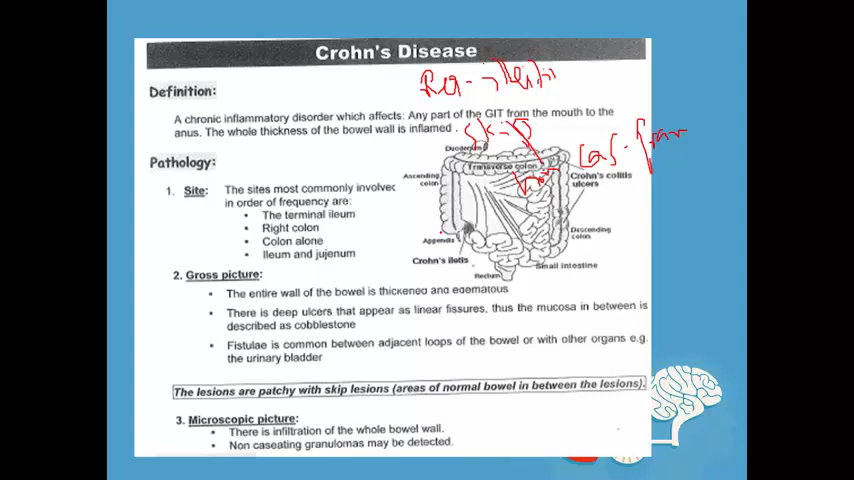 Crohn's Disease
Definition:
A chronic inflammatory disorder which affects: Any part of the GIT from the mouth to the
anus. The whole thickness of the bowel wall is inflamed .
Pathology:
1. Site: The sites most commonly involved
in order of frequency are:
• The terminal ileum
• Right colon
• Colon alone
• Ileum and jujenum
Duodenum
Transverse colon
Ascending
colon
Crohn's colitis
ulcers
Descending
colon
Appendix
Crohn's ileitis
Small intestine
Rectum
Skip
2. Gross picture:
• The entire wall of the bowel is thickened and edematous
• There is deep ulcers that appear as linear fissures, thus the mucosa in between is
described as cobblestone
• Fistulae is common between adjacent loops of the bowel or with other organs e.g.
the urinary bladder
The lesions are patchy with skip lesions (areas of normal bowel in between the lesions).
3. Microscopic picture:
• There is infiltration of the whole bowel wall.
• Non caseating granulomas may be detected.